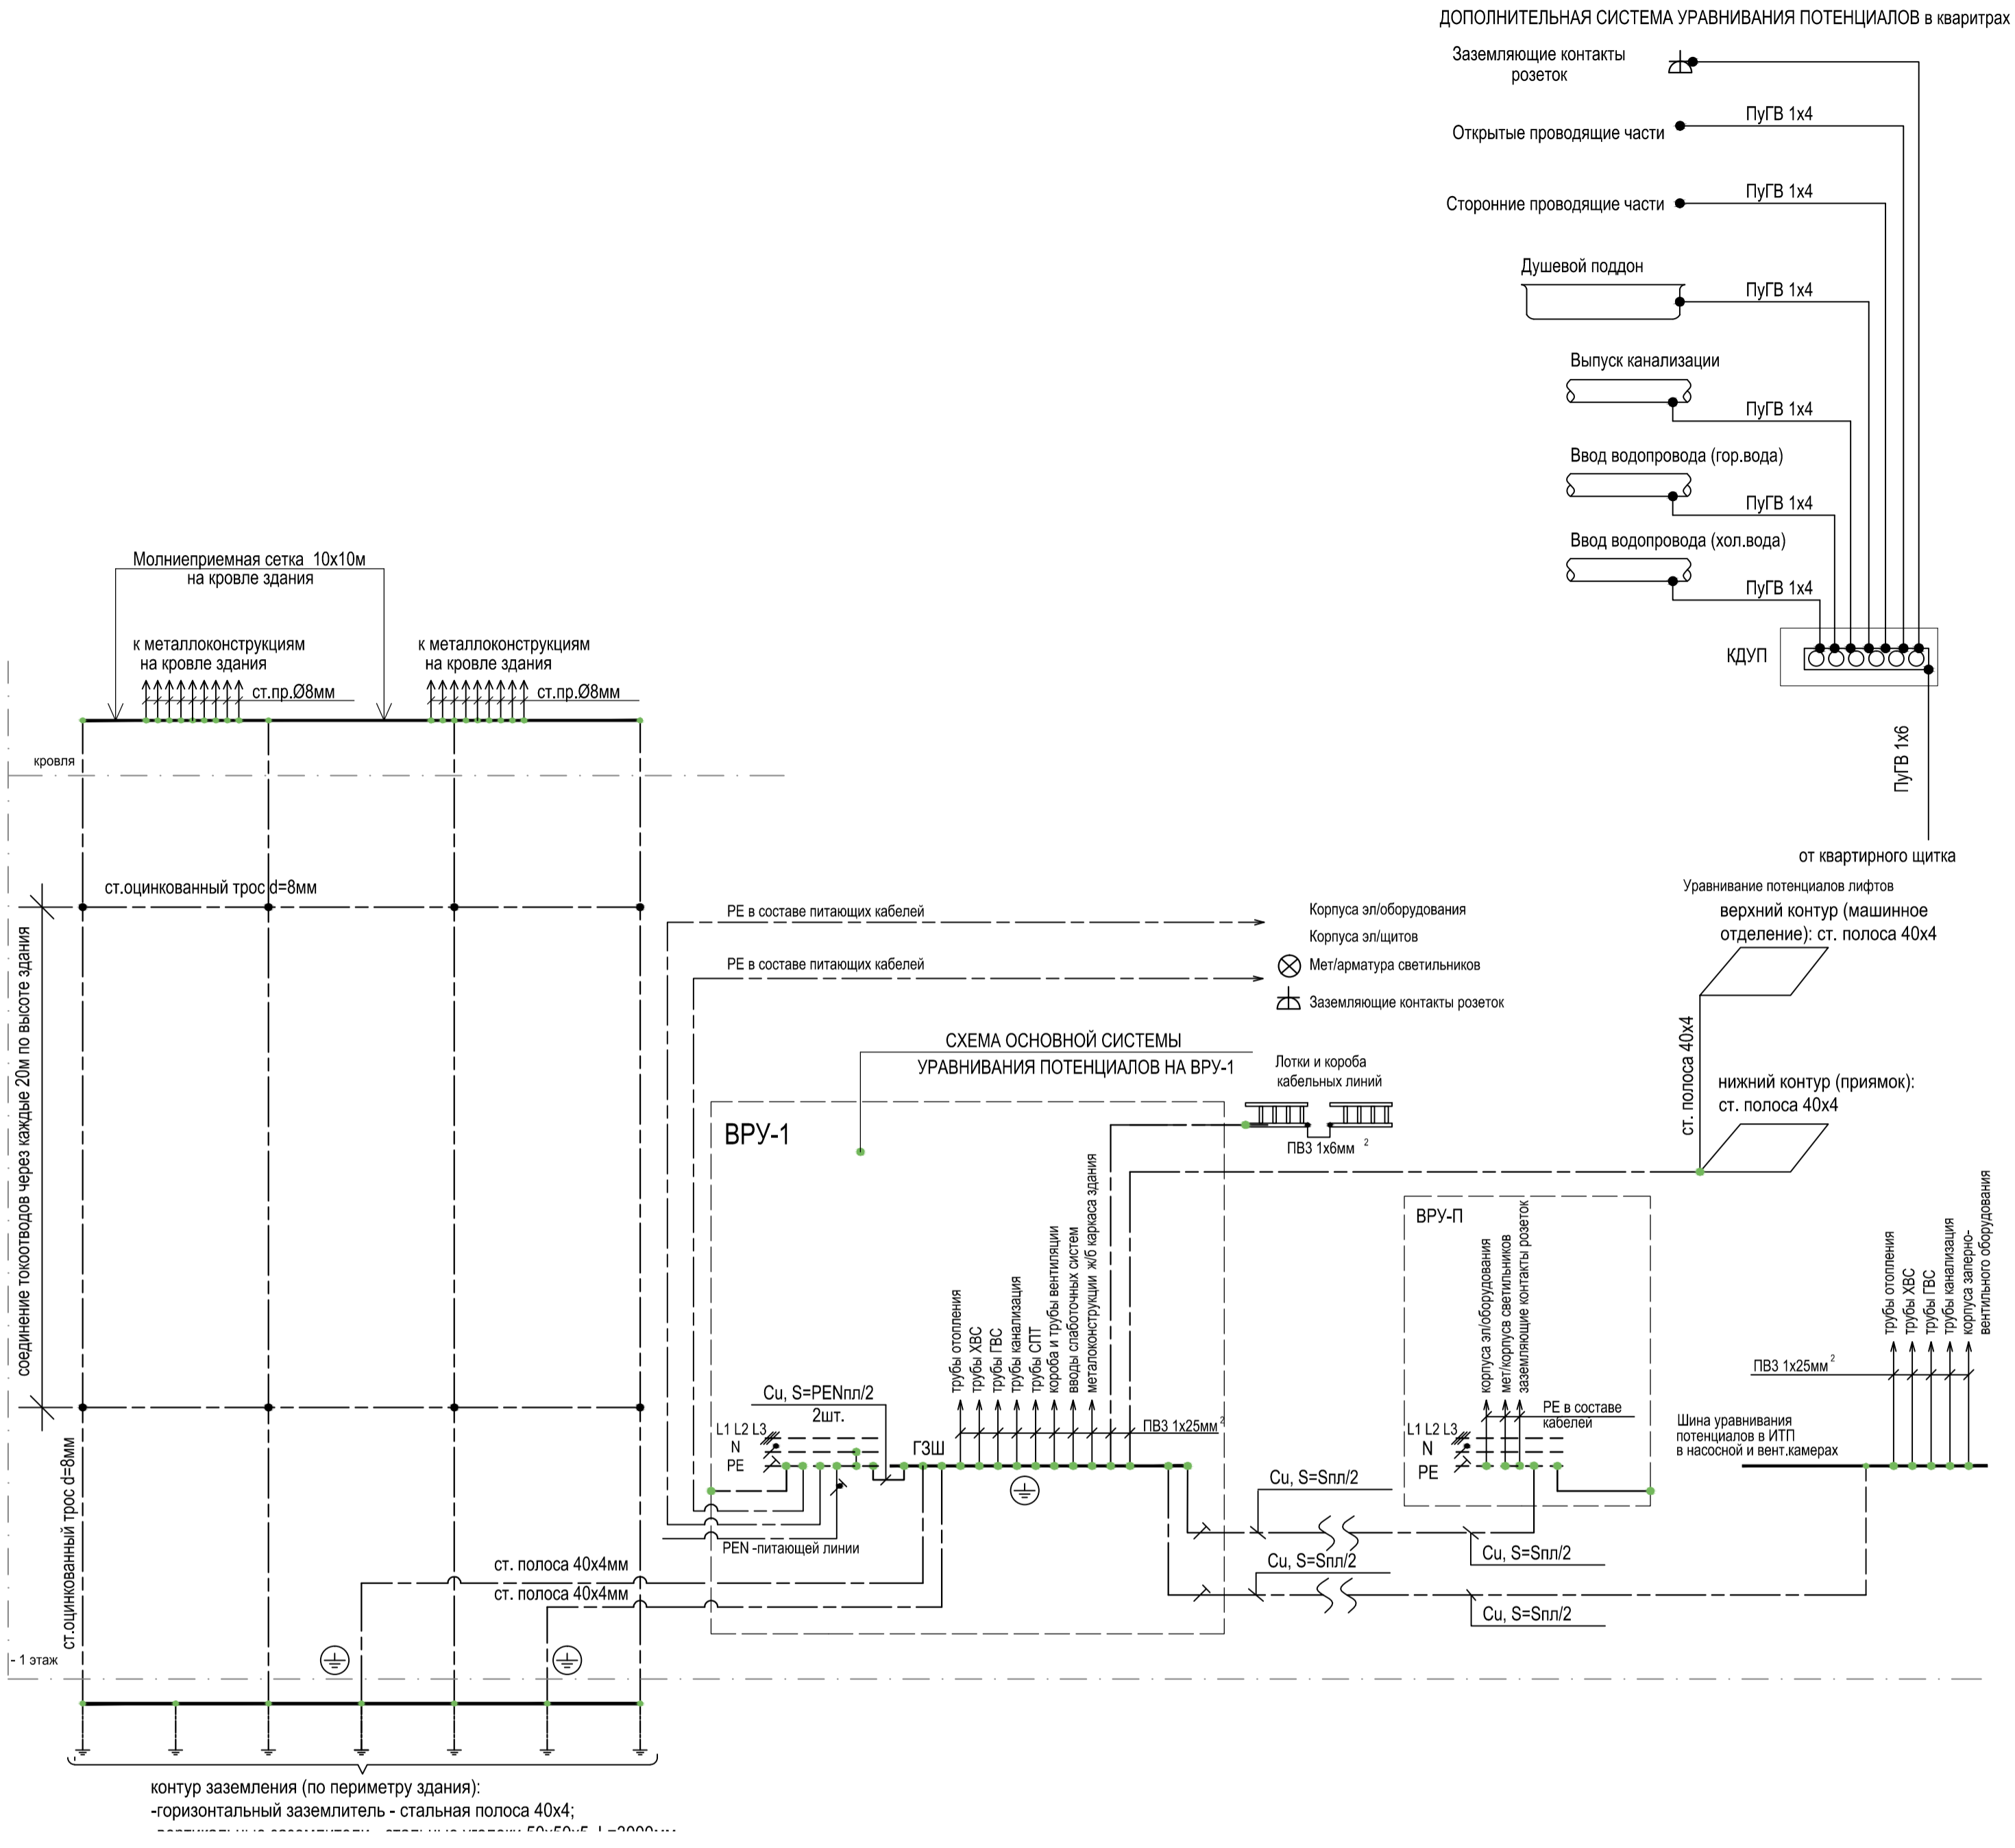 ДОПОЛНИТЕЛЬНАЯ СИСТЕМА УРАВНИВАНИЯ ПОТЕНЦИАЛОВ в кваритрах
Заземляющие контакты
розеток
Открытые проводящие части
ПуГВ 1х4
Сторонние проводящие части
ПуГВ 1х4
Душевой поддон
ПуГВ 1х4
Выпуск канализации
ПуГВ 1х4
Ввод водопровода (гор.вода)
ПуГВ 1х4
Ввод водопровода (хол.вода)
ПуГВ 1х4
КДУП
ПуГВ 1х6
от квартирного щитка
Молниеприемная сетка 10х10м
на кровле здания
к металлоконструкциям
на кровле здания
ст.пр.Ø8мм
к металлоконструкциям
на кровле здания
ст.пр.Ø8мм
кровля
ст.оцинкованный трос d=8мм
соединение токоотводов через каждые 20м по высоте здания
ст.оцинкованный трос d=8мм
- 1 этаж
PE в составе питающих кабелей
PE в составе питающих кабелей
Корпуса эл/оборудования
Корпуса эл/щитов
Мет/арматура светильников
Заземляющие контакты розеток
Уравнивание потенциалов лифтов
верхний контур (машинное
отделение): ст. полоса 40х4
ст. полоса 40х4
нижний контур (приямок):
ст. полоса 40х4
СХЕМА ОСНОВНОЙ СИСТЕМЫ
УРАВНИВАНИЯ ПОТЕНЦИАЛОВ НА ВРУ-1
Лотки и короба
кабельных линий
ПВ3 1х6мм 2
ВРУ-1
трубы отопления
трубы ХВС
трубы ГВС
трубы канализация
трубы СПТ
короба и трубы вентиляции
вводы слаботочных систем
металоконструкции ж/б каркаса здания
ПВ3 1х25мм 2
Cu, S=PENпл/2
2шт.
L1 L2 L3
N
PE
ГЗШ
PEN -питающей линии
ст. полоса 40х4мм
ст. полоса 40х4мм
ВРУ-П
корпуса эл/оборудования
мет/корпусв светильников
заземляющие контакты розеток
PE в составе
кабелей
L1 L2 L3
N
PE
Cu, S=Sпл/2
Cu, S=Sпл/2
Cu, S=Sпл/2
Cu, S=Sпл/2
трубы отопления
трубы ХВС
трубы ГВС
трубы канализация
корпуса заперно-
вентильного оборудования
ПВ3 1х25мм 2
Шина уравнивания
потенциалов в ИТП
в насосной и вент.камерах
контур заземления (по периметру здания):
-горизонтальный заземлитель - стальная полоса 40х4;